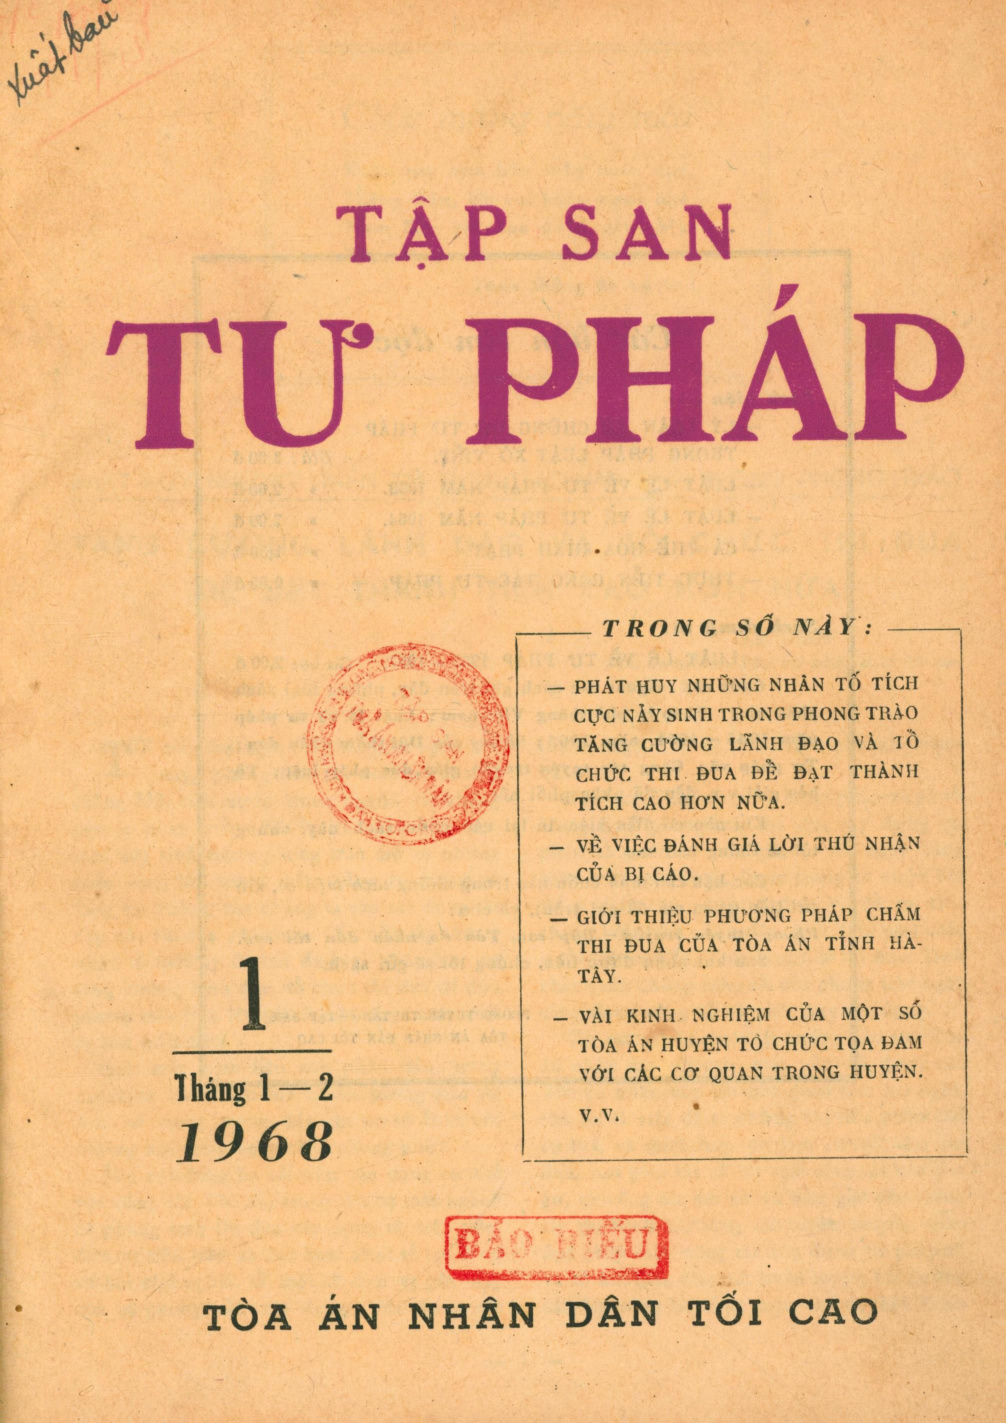 Xuất ban
TẬP SAN
TƯ PHÁP
TRONG SỐ NÀY:
— PHÁT HUY NHỮNG NHÂN TỐ TÍCH
CỰC NẢY SINH TRONG PHONG TRÀO
TĂNG CƯỜNG LÃNH ĐẠO VÀ TỔ
CHỨC THI ĐUA ĐỂ ĐẠT THÀNH
TÍCH CAO HƠN NỮA.
— VỀ VIỆC ĐÁNH GIÁ LỜI THÚ NHẬN
CỦA BỊ CÁO.
— GIỚI THIỆU PHƯƠNG PHÁP CHẤM
THI ĐUA CỦA TÒA ÁN TỈNH HÀ-
TÂY.
— VÀI KINH NGHIỆM CỦA MỘT SỐ
TÒA ÁN HUYỆN TỔ CHỨC TỌA ĐÀM
VỚI CÁC CƠ QUAN TRONG HUYỆN.
V.V.
1
Tháng 1 — 2
1968
BÁO BIẾU
TÒA ÁN NHÂN DÂN TỐI CAO